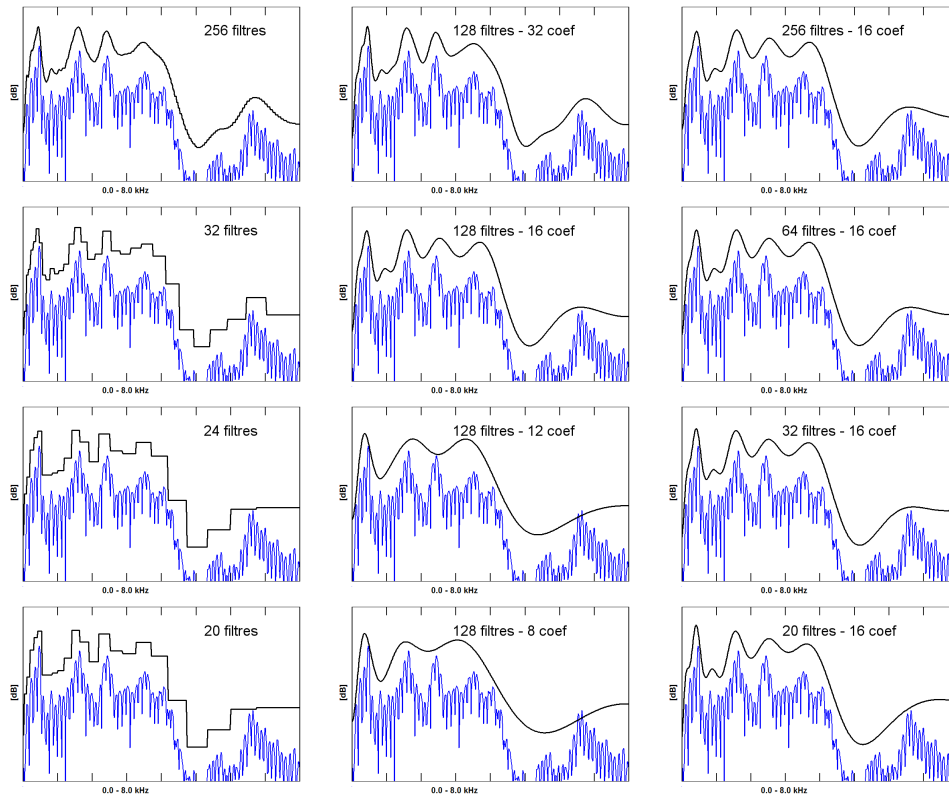 256 filtres
128 filtres - 32 coef
256 filtres - 16 coef
[dB]
[dB]
[dB]
0.0 - 8.0 kHz
0.0 - 8.0 kHz
0.0 - 8.0 kHz
32 filtres
128 filtres - 16 coef
64 filtres - 16 coef
[dB]
[dB]
[dB]
0.0 - 8.0 kHz
0.0 - 8.0 kHz
0.0 - 8.0 kHz
24 filtres
128 filtres - 12 coef
32 filtres - 16 coef
[dB]
[dB]
[dB]
0.0 - 8.0 kHz
0.0 - 8.0 kHz
0.0 - 8.0 kHz
20 filtres
128 filtres - 8 coef
20 filtres - 16 coef
[dB]
[dB]
[dB]
0.0 - 8.0 kHz
0.0 - 8.0 kHz
0.0 - 8.0 kHz